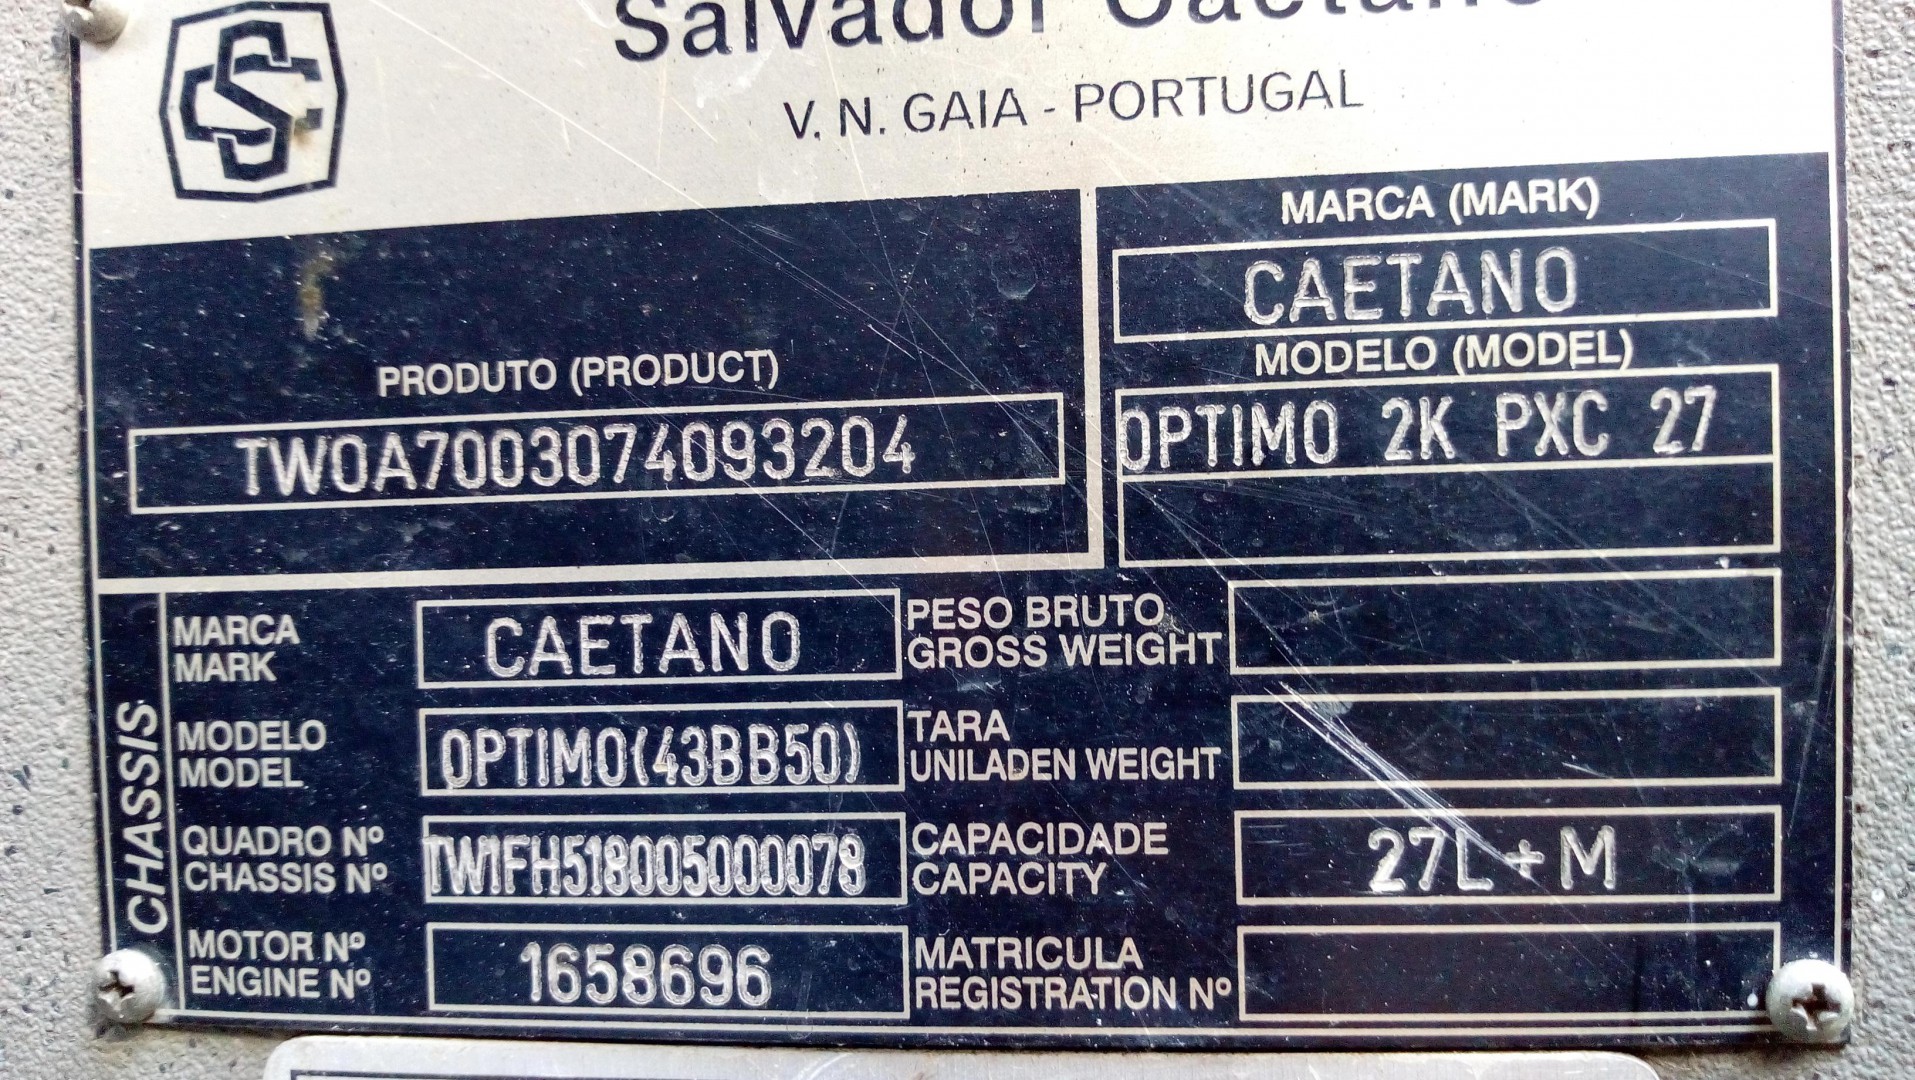 Salvador Caetano
V. N. GAIA - PORTUGAL
MARCA (MARK)
CAETANO
PRODUTO (PRODUCT)
TW0A7003074093204
MODELO (MODEL)
OPTIMO 2K PXC 27
CHASSIS
MARCA
MARK
CAETANO
PESO BRUTO
GROSS WEIGHT
MODELO
MODEL
OPTIMO(43BB50)
TARA
UNILADEN WEIGHT
QUADRO Nº
CHASSIS Nº
TW1FH518005000078
CAPACIDADE
CAPACITY
27L+M
MOTOR Nº
ENGINE Nº
1658696
MATRICULA
REGISTRATION Nº